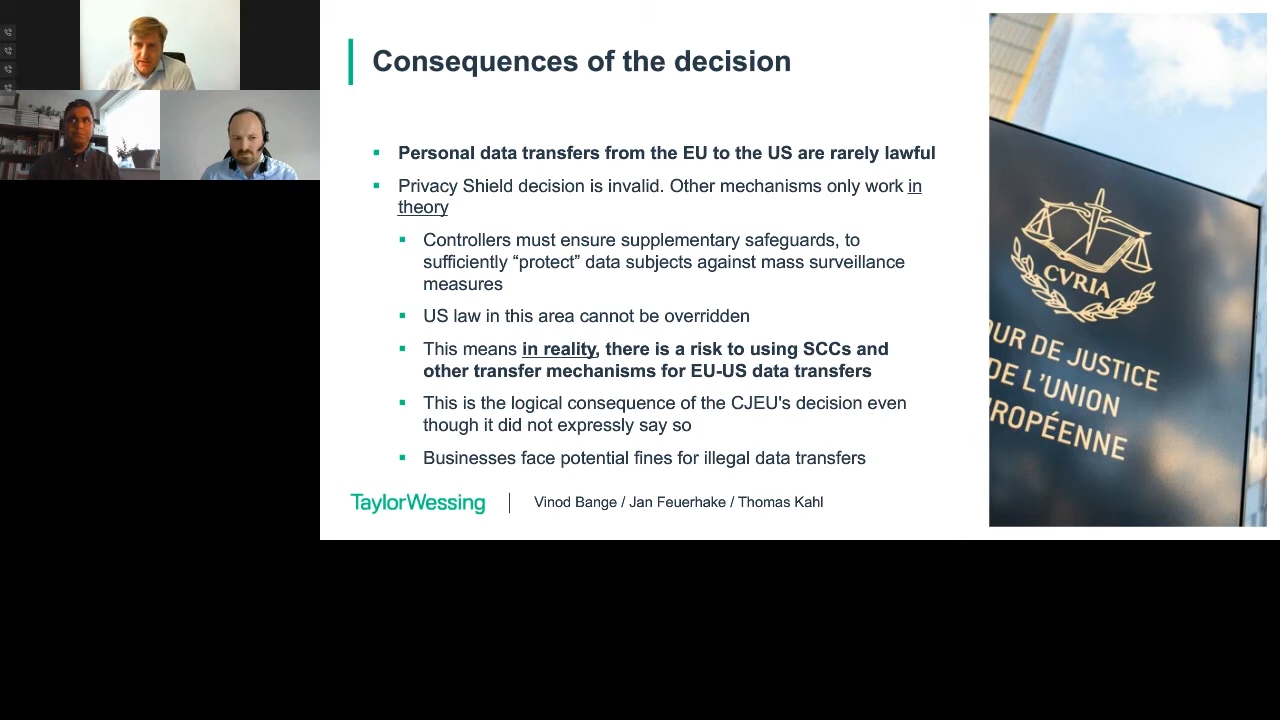 Consequences of the decision
Personal data transfers from the EU to the US are rarely lawful
Privacy Shield decision is invalid. Other mechanisms only work in
theory
Controllers must ensure supplementary safeguards, to
sufficiently “protect” data subjects against mass surveillance
measures
US law in this area cannot be overridden
This means in reality, there is a risk to using SCCs and
other transfer mechanisms for EU-US data transfers
This is the logical consequence of the CJEU's decision even
though it did not expressly say so
Businesses face potential fines for illegal data transfers
TaylorWessing
Vinod Bange / Jan Feuerhake / Thomas Kahl
CVRIA
OUR DE JUSTICE
DE L'UNION
UROPÉENNE